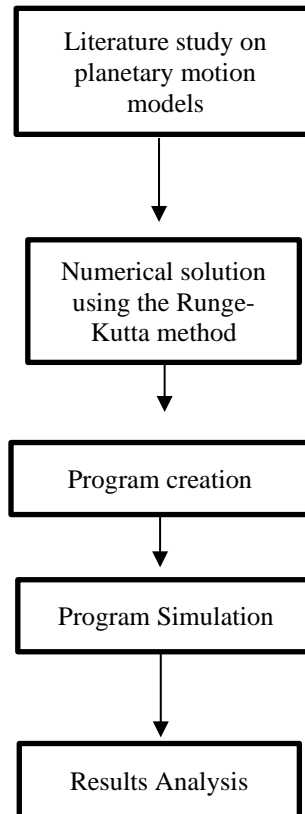 Literature study on
planetary motion
models
Numerical solution
using the Runge-
Kutta method
Program creation
Program Simulation
Results Analysis